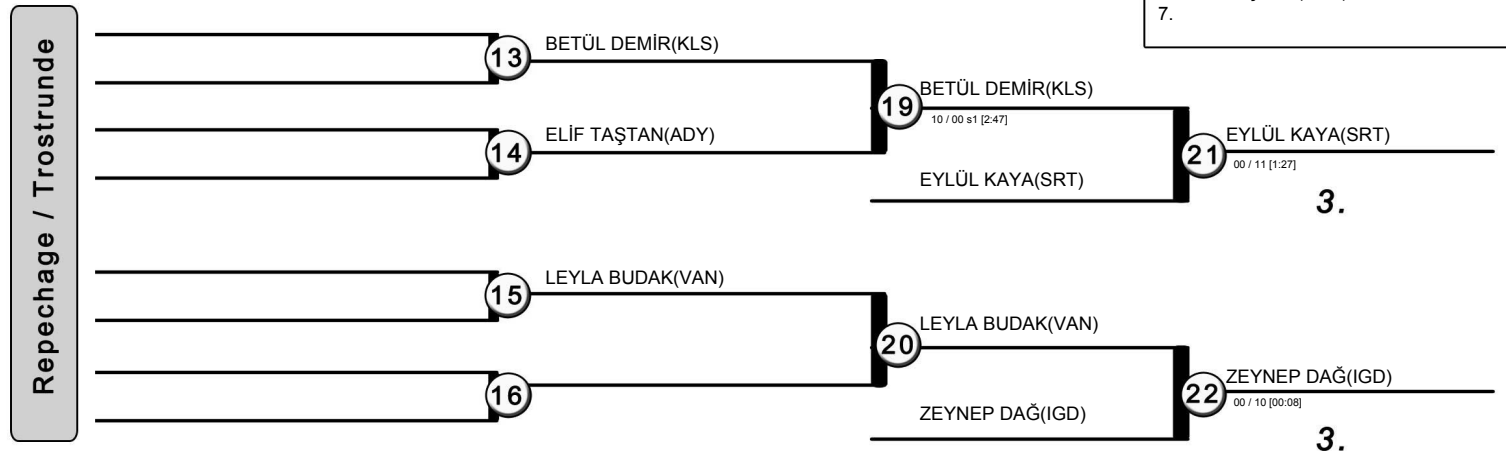 7.
Repechage / Trostrunde
13
BETÜL DEMİR(KLS)
14
ELİF TAŞTAN(ADY)
19
BETÜL DEMİR(KLS)
10 / 00 s1 [2:47]
EYLÜL KAYA(SRT)
21
EYLÜL KAYA(SRT)
00 / 11 [1:27]
3.
15
LEYLA BUDAK(VAN)
16
20
LEYLA BUDAK(VAN)
ZEYNEP DAĞ(IGD)
22
ZEYNEP DAĞ(IGD)
00 / 10 [00:08]
3.